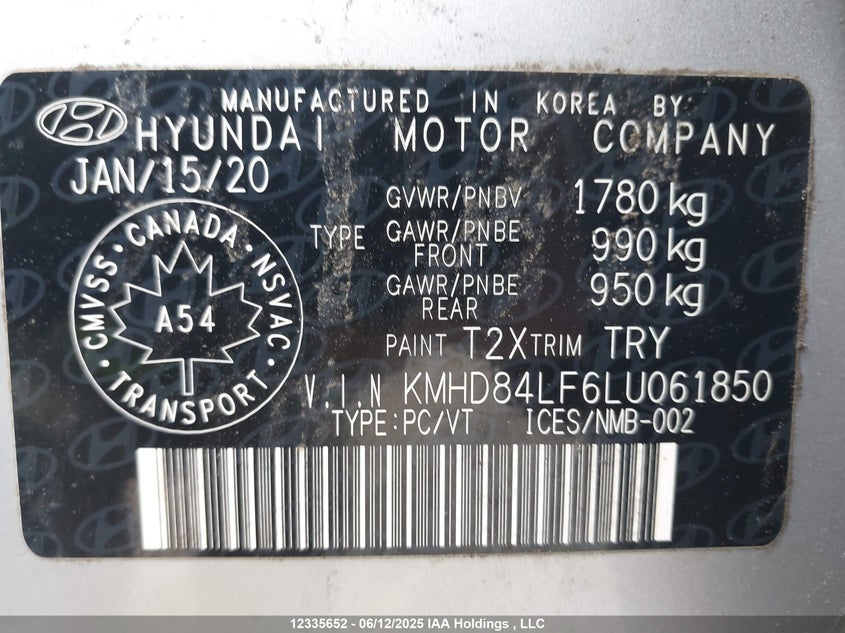 MANUFACTURED IN KOREA BY:
HYUNDAI MOTOR COMPANY
JAN/15/20
GVWR/PNBV 1780 kg
TYPE GAWR/PNBE FRONT 990 kg
GAWR/PNBE REAR 950 kg
CMVSS · CANADA · NSVAC · TRANSPORT ·
A54
PAINT T2X TRIM TRY
V.I.N KMHD84LF6LU061850
TYPE:PC/VT ICES/NMB-002
12335652 - 06/12/2025 IAA Holdings , LLC